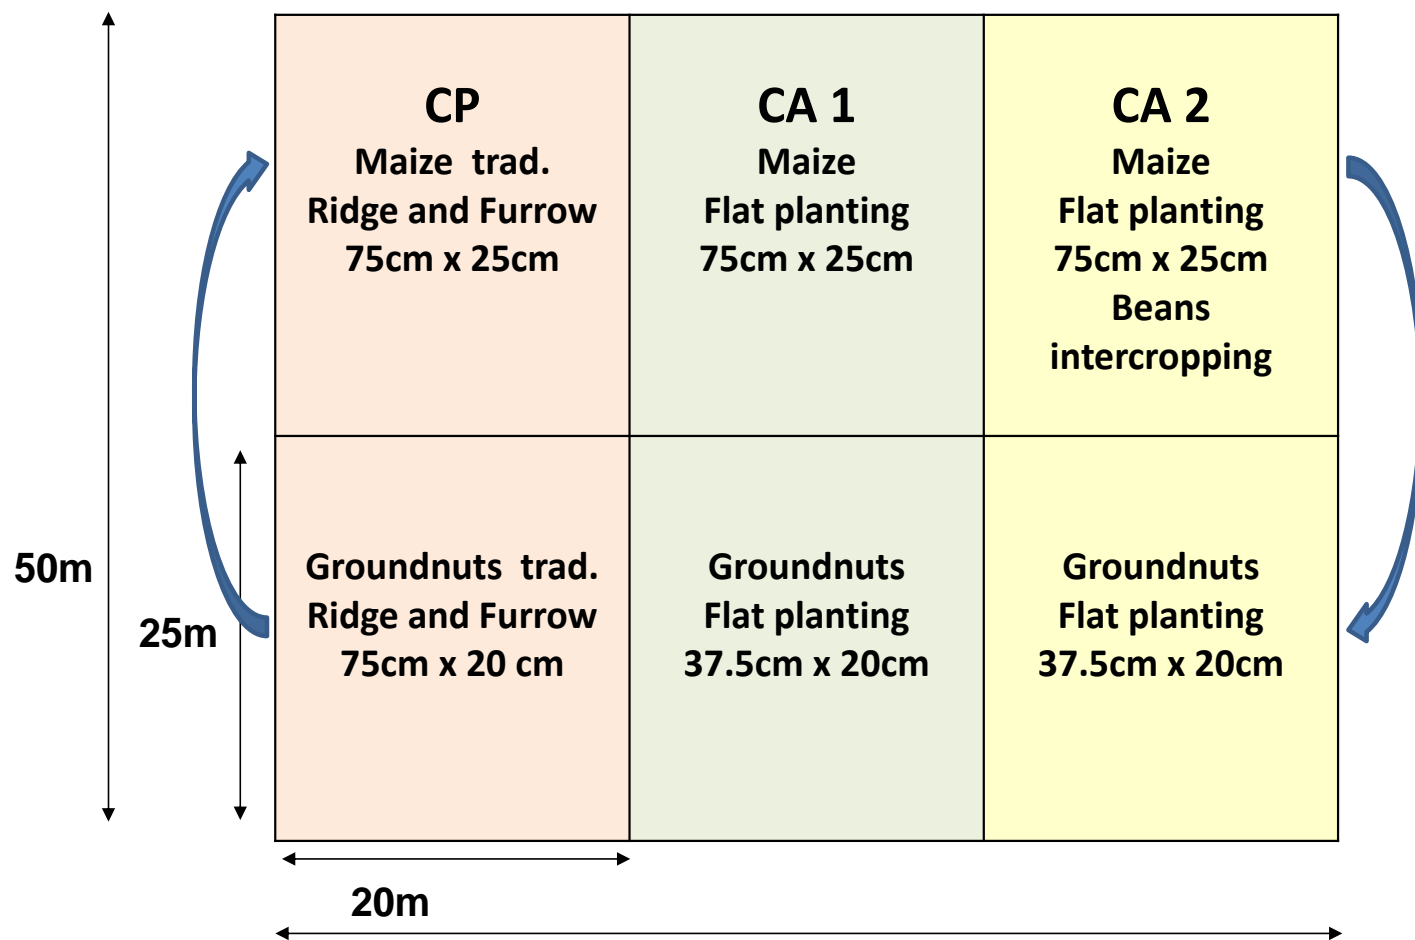 CP
Maize  trad.
Ridge and Furrow
75cm x 25cm
CA 1
Maize
Flat planting
75cm x 25cm
CA 2
Maize
Flat planting
75cm x 25cm
Beans
intercropping
50m
25m
Groundnuts  trad.
Ridge and Furrow
75cm x 20 cm
Groundnuts
Flat planting
37.5cm x 20cm
Groundnuts
Flat planting
37.5cm x 20cm
20m